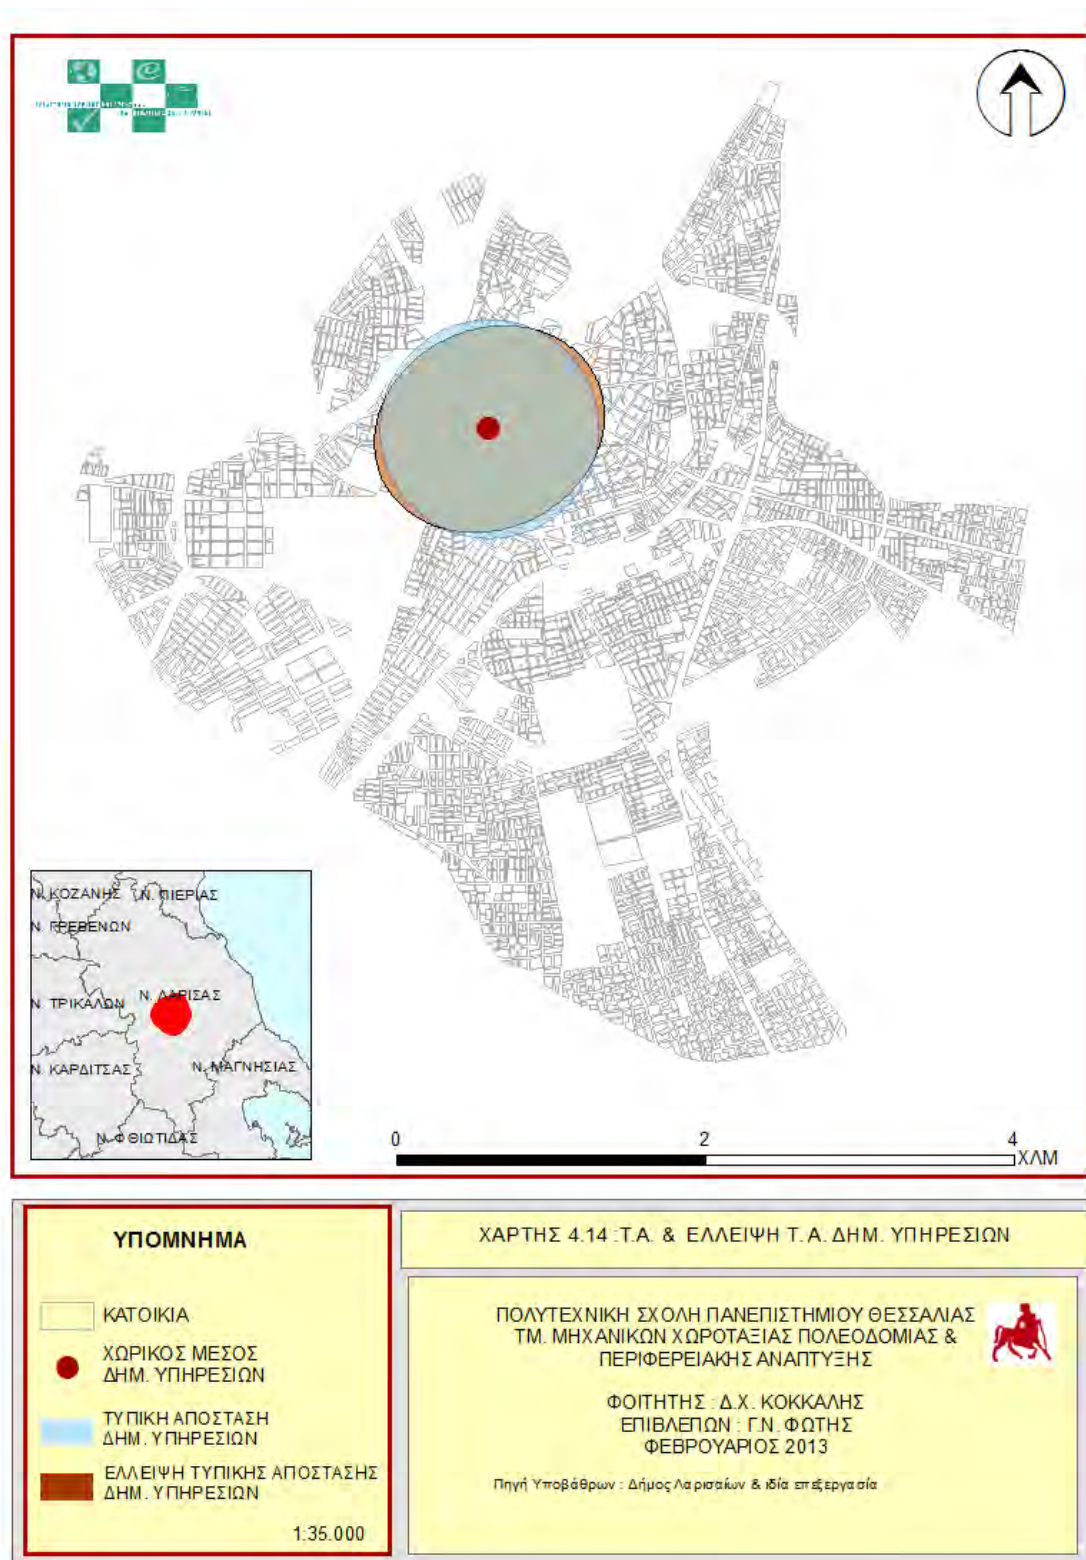 Ν. ΚΟΖΑΝΗΣ
Ν. ΠΙΕΡΙΑΣ
Ν. ΓΡΕΒΕΝΩΝ
Ν. ΤΡΙΚΑΛΩΝ
Ν. ΛΑΡΙΣΑΣ
Ν. ΚΑΡΔΙΤΣΑΣ
Ν. ΜΑΓΝΗΣΙΑΣ
Ν. ΦΘΙΩΤΙΔΑΣ
0 2 4
ΧΛΜ
ΥΠΟΜΝΗΜΑ
ΚΑΤΟΙΚΙΑ
ΧΩΡΙΚΟΣ ΜΕΣΟΣ
ΔΗΜ. ΥΠΗΡΕΣΙΩΝ
ΤΥΠΙΚΗ ΑΠΟΣΤΑΣΗ
ΔΗΜ. ΥΠΗΡΕΣΙΩΝ
ΕΛΛΕΙΨΗ ΤΥΠΙΚΗΣ ΑΠΟΣΤΑΣΗΣ
ΔΗΜ. ΥΠΗΡΕΣΙΩΝ
1:35.000
ΧΑΡΤΗΣ 4.14 :Τ.Α. & ΕΛΛΕΙΨΗ Τ. Α. ΔΗΜ. ΥΠΗΡΕΣΙΩΝ
ΠΟΛΥΤΕΧΝΙΚΗ ΣΧΟΛΗ ΠΑΝΕΠΙΣΤΗΜΙΟΥ ΘΕΣΣΑΛΙΑΣ
ΤΜ. ΜΗΧΑΝΙΚΩΝ ΧΩΡΟΤΑΞΙΑΣ ΠΟΛΕΟΔΟΜΙΑΣ &
ΠΕΡΙΦΕΡΕΙΑΚΗΣ ΑΝΑΠΤΥΞΗΣ
ΦΟΙΤΗΤΗΣ : Δ.Χ. ΚΟΚΚΑΛΗΣ
ΕΠΙΒΛΕΠΩΝ : Γ.Ν. ΦΩΤΗΣ
ΦΕΒΡΟΥΑΡΙΟΣ 2013
Πηγή Υποβάθρων : Δήμος Λαρισαίων & ιδία επεξεργασία